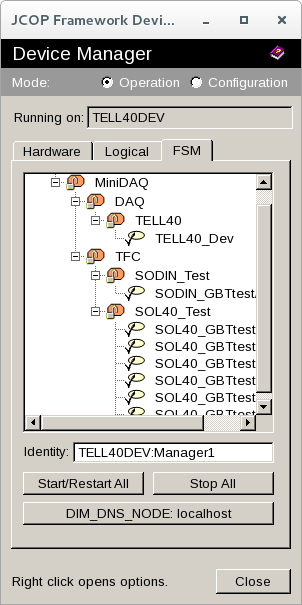 JCOP Framework Devi...
Device Manager
Mode: Operation Configuration
Running on: TELL40DEV
Hardware Logical FSM
MiniDAQ
DAQ
TELL40
TELL40_Dev
TFC
SODIN_Test
SODIN_GBTtest
SOL40_Test
SOL40_GBTtest
SOL40_GBTtest
SOL40_GBTtest
SOL40_GBTtest
SOL40_GBTtest
SOL40_GBTtest
Identity: TELL40DEV:Manager1
Start/Restart All Stop All
DIM_DNS_NODE: localhost
Right click opens options. Close